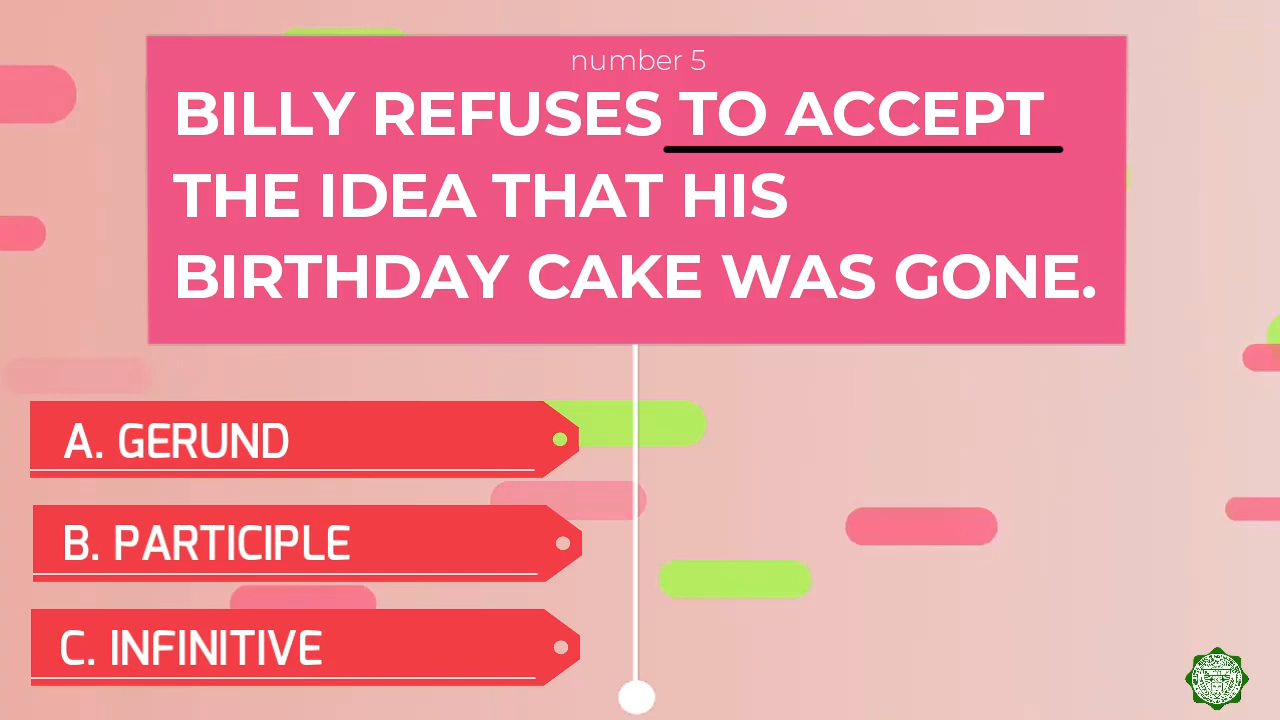 number 5
BILLY REFUSES TO ACCEPT
THE IDEA THAT HIS
BIRTHDAY CAKE WAS GONE.
A. GERUND
B. PARTICIPLE
C. INFINITIVE